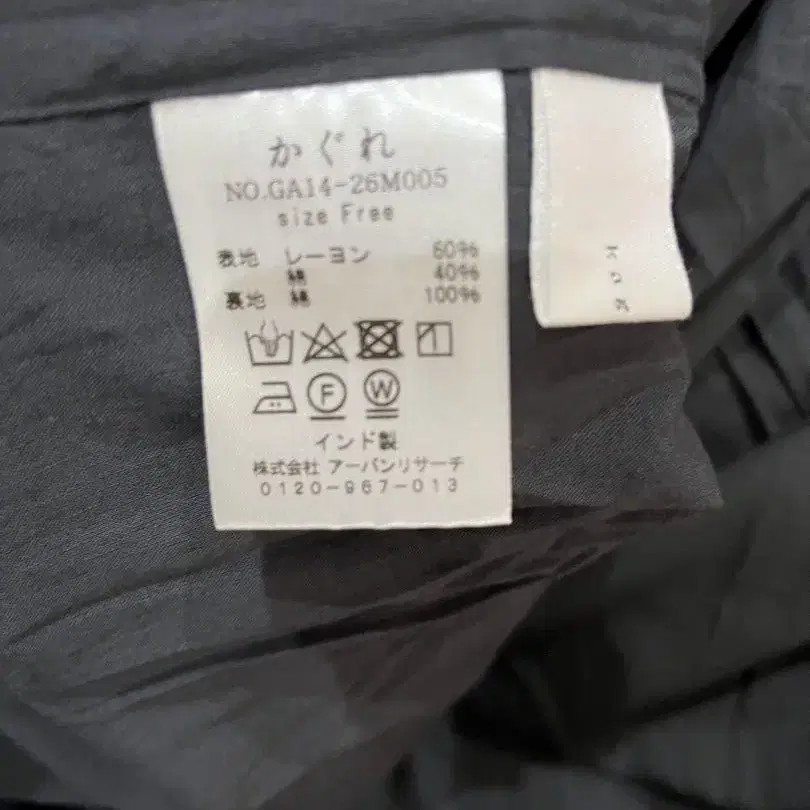 かぐれ
NO.GA14-26M005
size Free
表地 レーヨン 60%
綿 40%
裏地 綿 100%
F W
インド製
株式会社 アーバンリサーチ
0120-967-013
kag